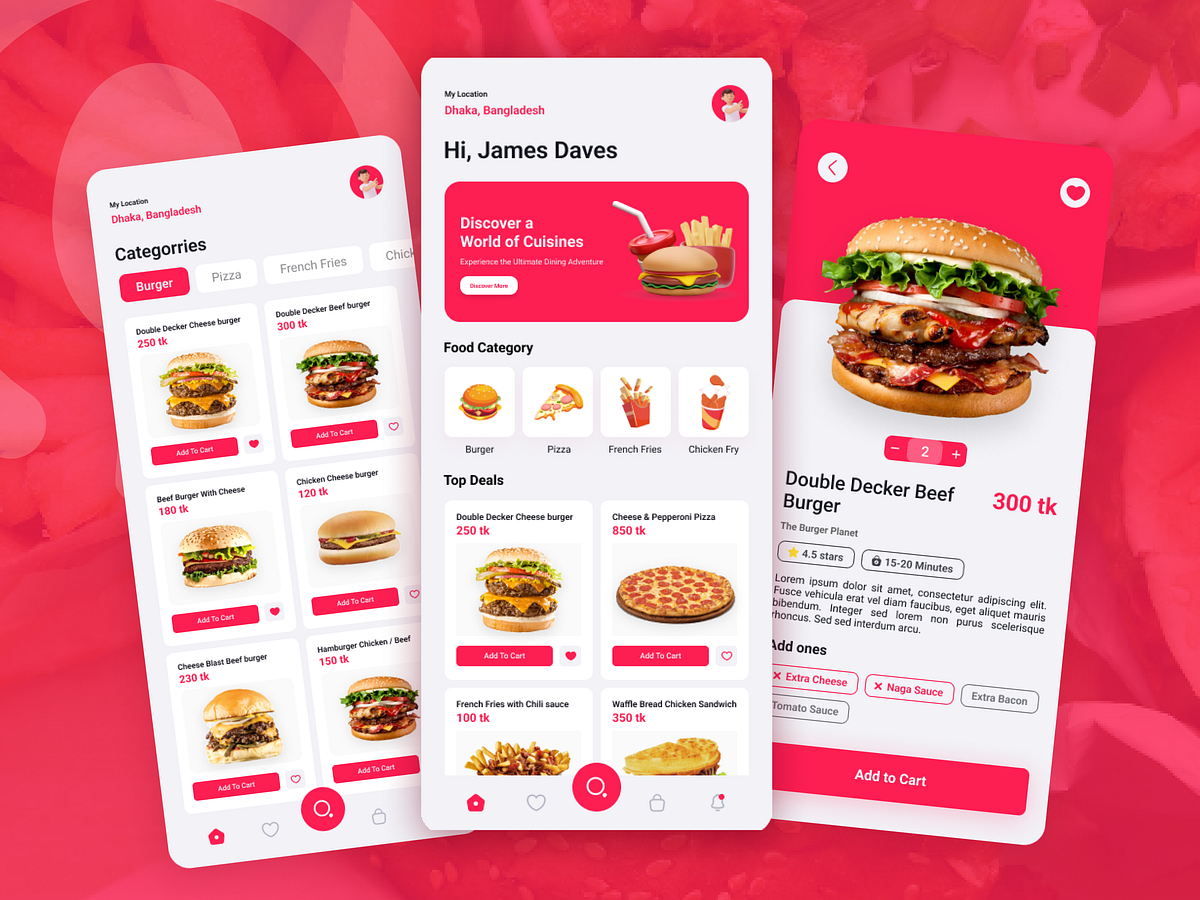 My Location
Dhaka, Bangladesh
Categorries
Burger
Pizza
French Fries
Chick
Double Decker Cheese burger
250 tk
Double Decker Beef burger
300 tk
Add To Cart
Add To Cart
Beef Burger With Cheese
180 tk
Chicken Cheese burger
120 tk
Add To Cart
Add To Cart
Cheese Blast Beef burger
230 tk
Hamburger Chicken / Beef
150 tk
Add To Cart
Add To Cart
My Location
Dhaka, Bangladesh
Hi, James Daves
Discover a
World of Cuisines
Experience the Ultimate Dining Adventure
Discover More
Food Category
Burger
Pizza
French Fries
Chicken Fry
Top Deals
Double Decker Cheese burger
250 tk
Cheese & Pepperoni Pizza
850 tk
Add To Cart
Add To Cart
French Fries with Chili sauce
100 tk
Waffle Bread Chicken Sandwich
350 tk
− 2 +
Double Decker Beef
Burger
300 tk
The Burger Planet
4.5 stars
15-20 Minutes
Lorem ipsum dolor sit amet, consectetur adipiscing elit.
Fusce vehicula erat vel diam faucibus, eget aliquet mauris
bibendum. Integer sed lorem non purus scelerisque
rhoncus. Sed sed interdum arcu.
Add ones
✕ Extra Cheese
✕ Naga Sauce
Extra Bacon
Tomato Sauce
Add to Cart